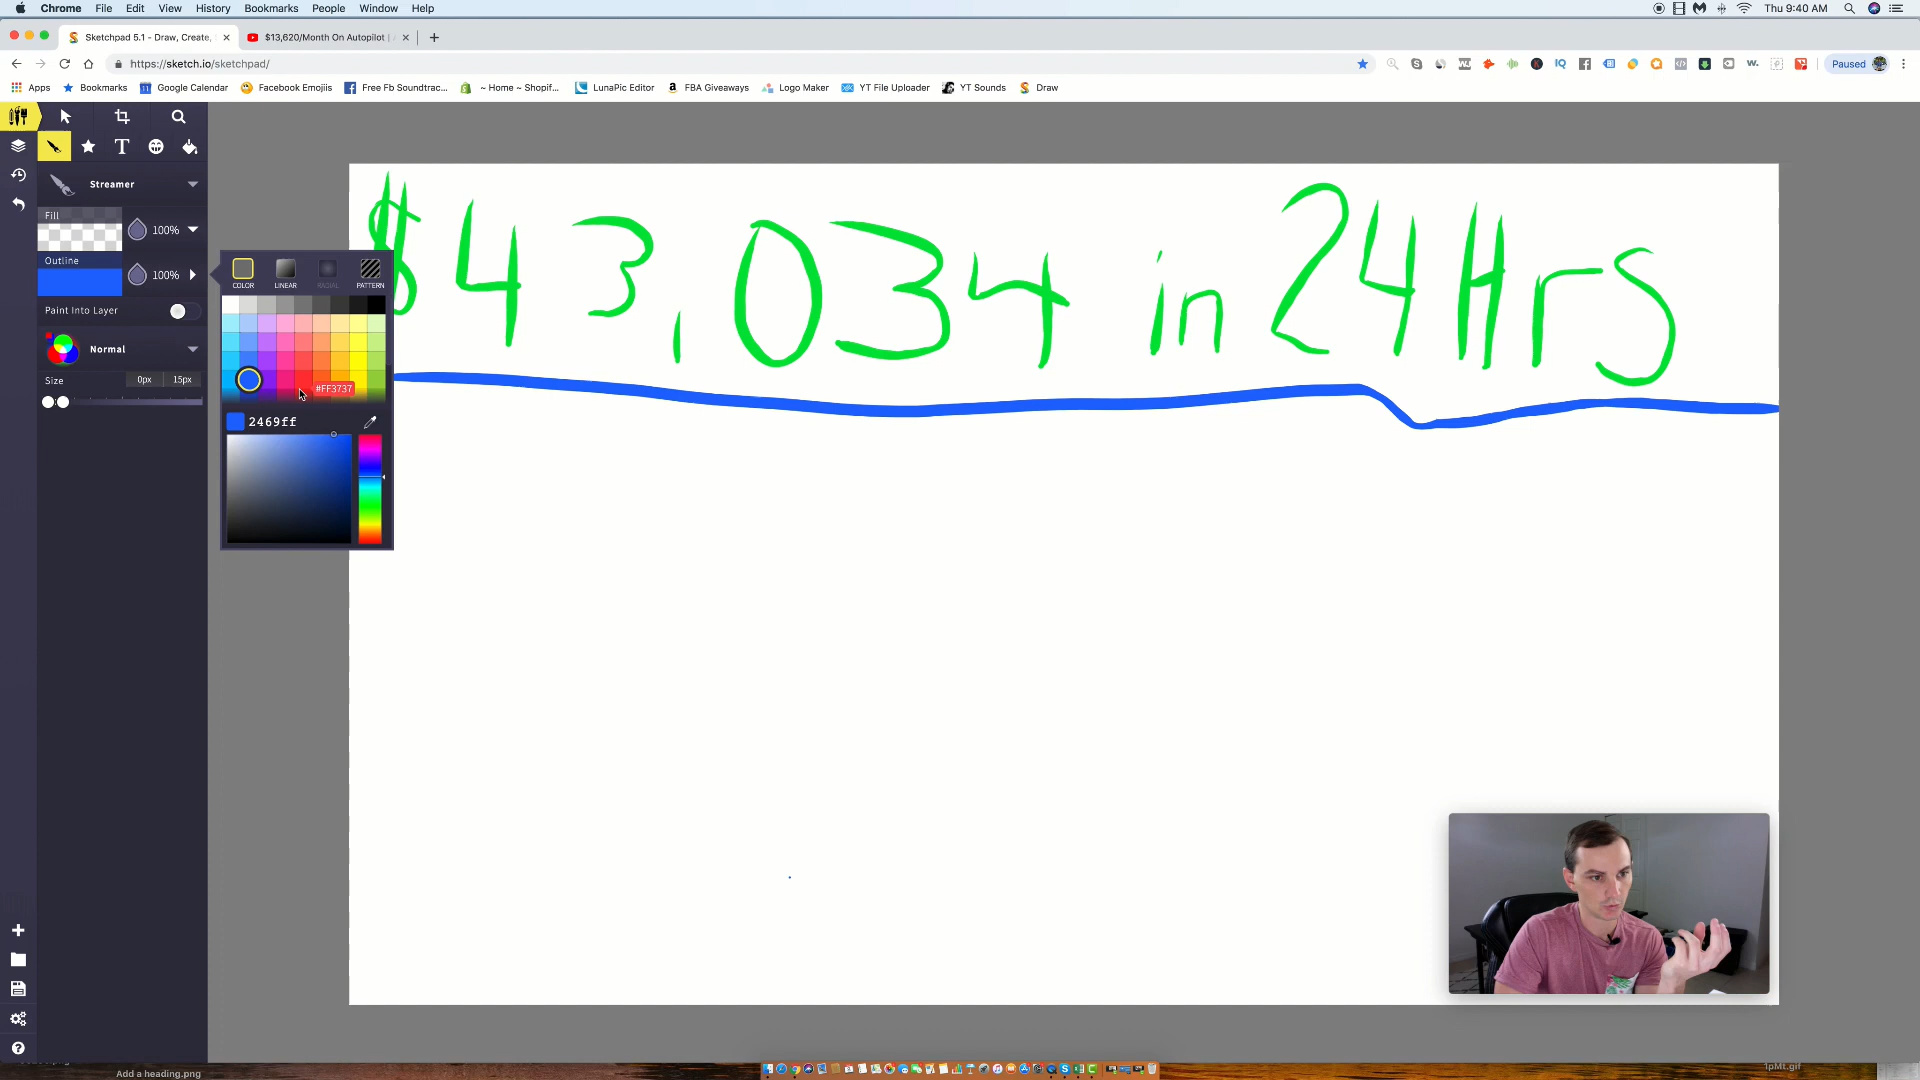 Chrome File Edit View History Bookmarks People Window Help Thu 9:40 AM
Sketchpad 5.1 - Draw, Create, $13,620/Month On Autopilot |
https://sketch.io/sketchpad/ Paused
Apps Bookmarks Google Calendar Facebook Emojiis Free Fb Soundtrac... ~ Home ~ Shopif... LunaPic Editor FBA Giveaways Logo Maker YT File Uploader YT Sounds Draw
Streamer
Fill
100%
Outline
100%
Paint Into Layer
Normal
Size 0px 15px
COLOR LINEAR RADIAL PATTERN
#FF3737
2469ff
$43,034 in 24Hrs
Add a heading.png
1pMt.gif